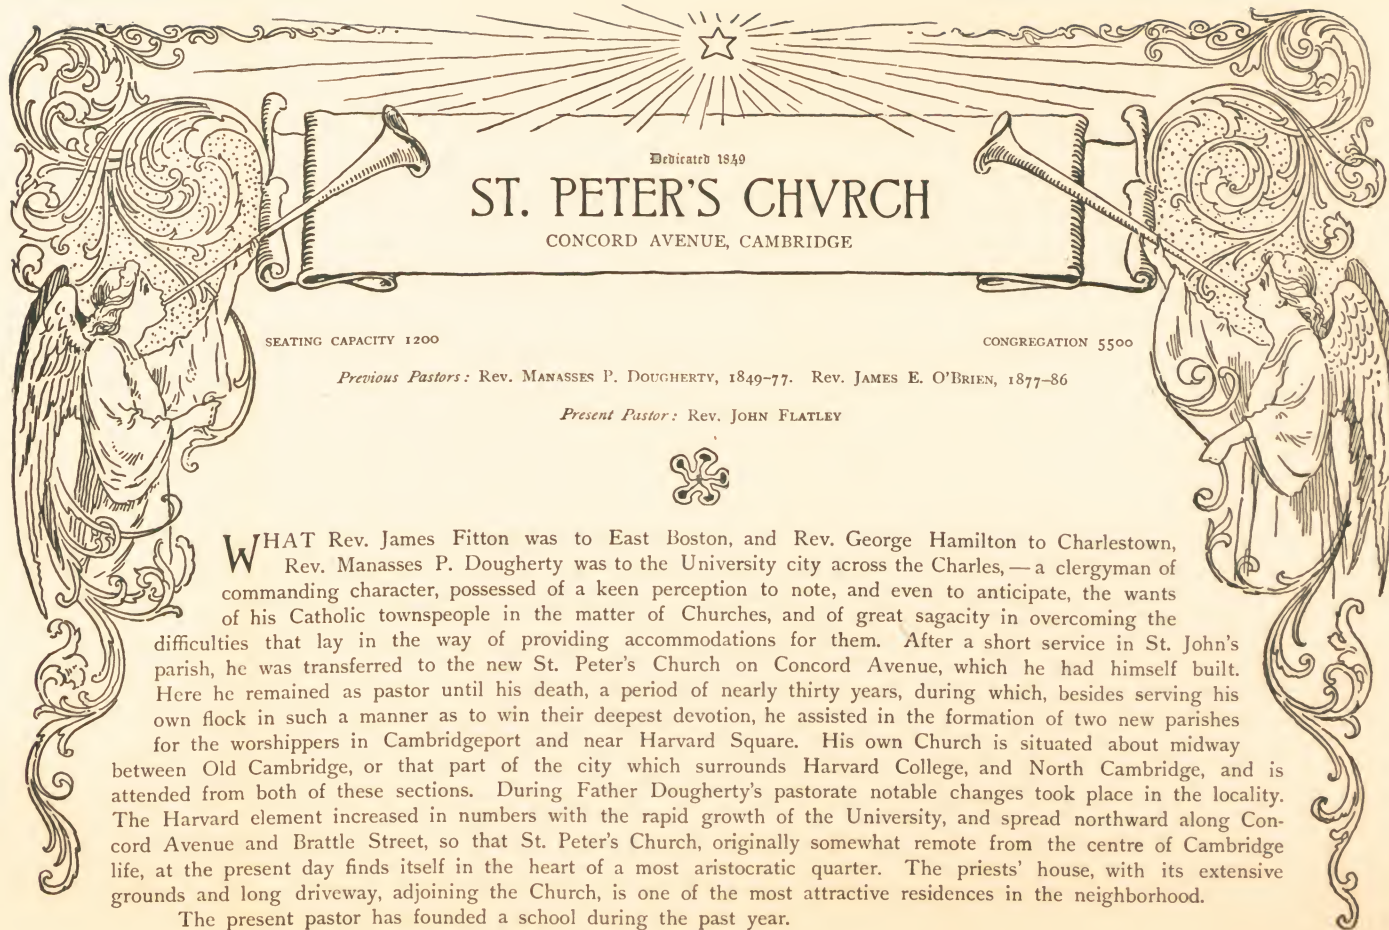 Dedicated 1849
ST. PETER'S CHVRCH
CONCORD AVENUE, CAMBRIDGE
SEATING CAPACITY 1200
CONGREGATION 5500
Previous Pastors: Rev. Manasses P. Dougherty, 1849-77. Rev. James E. O'Brien, 1877-86
Present Pastor: Rev. John Flatley
WHAT Rev. James Fitton was to East Boston, and Rev. George Hamilton to Charlestown,
Rev. Manasses P. Dougherty was to the University city across the Charles, — a clergyman of
commanding character, possessed of a keen perception to note, and even to anticipate, the wants
of his Catholic townspeople in the matter of Churches, and of great sagacity in overcoming the
difficulties that lay in the way of providing accommodations for them. After a short service in St. John's
parish, he was transferred to the new St. Peter's Church on Concord Avenue, which he had himself built.
Here he remained as pastor until his death, a period of nearly thirty years, during which, besides serving his
own flock in such a manner as to win their deepest devotion, he assisted in the formation of two new parishes
for the worshippers in Cambridgeport and near Harvard Square. His own Church is situated about midway
between Old Cambridge, or that part of the city which surrounds Harvard College, and North Cambridge, and is
attended from both of these sections. During Father Dougherty's pastorate notable changes took place in the locality.
The Harvard element increased in numbers with the rapid growth of the University, and spread northward along Con-
cord Avenue and Brattle Street, so that St. Peter's Church, originally somewhat remote from the centre of Cambridge
life, at the present day finds itself in the heart of a most aristocratic quarter. The priests' house, with its extensive
grounds and long driveway, adjoining the Church, is one of the most attractive residences in the neighborhood.
The present pastor has founded a school during the past year.